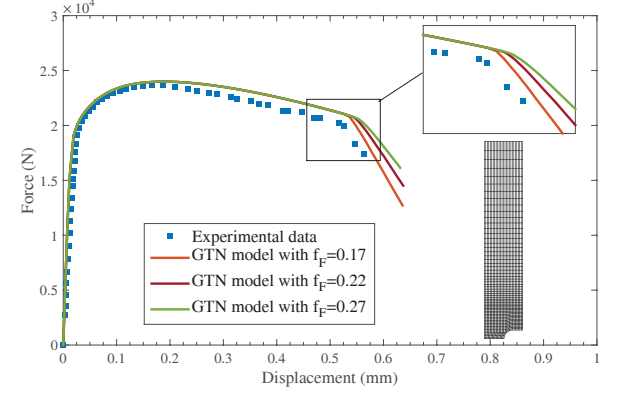 ×10⁴
3
2.5
2
1.5
1
0.5
0
Force (N)
Experimental data
GTN model with f_F=0.17
GTN model with f_F=0.22
GTN model with f_F=0.27
0 0.1 0.2 0.3 0.4 0.5 0.6 0.7 0.8 0.9 1
Displacement (mm)